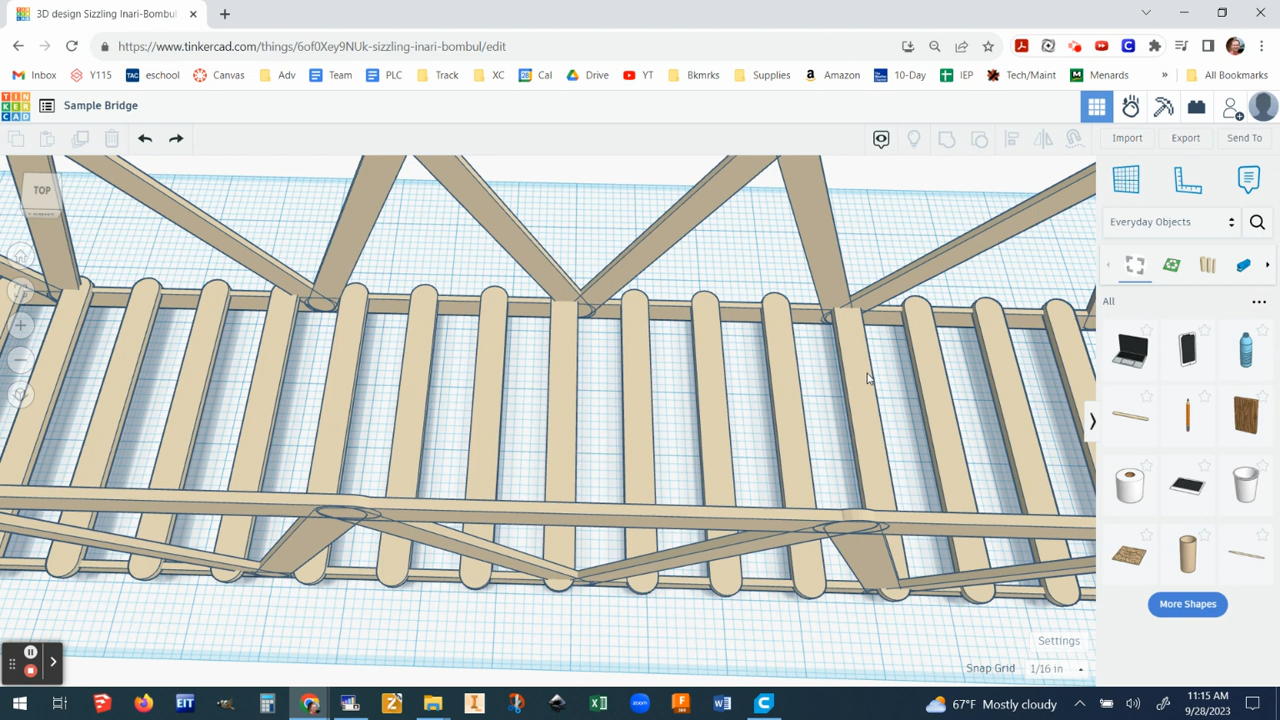 3D design Sizzling Inari-Bombul
https://www.tinkercad.com/things/6of0Xey9NUk-sizzling-inari-bombul/edit
Inbox
Y115
TAC eschool
Canvas
Adv
Team
PLC
Track
XC
Cal
Drive
YT
Bkmrks
Supplies
Amazon
10-Day
IEP
Tech/Maint
Menards
»
All Bookmarks
TIN
KER
CAD
Sample Bridge
Import
Export
Send To
TOP
Everyday Objects
All
More Shapes
Settings
Snap Grid
1/16 in
EIT
67°F Mostly cloudy
11:15 AM
9/28/2023